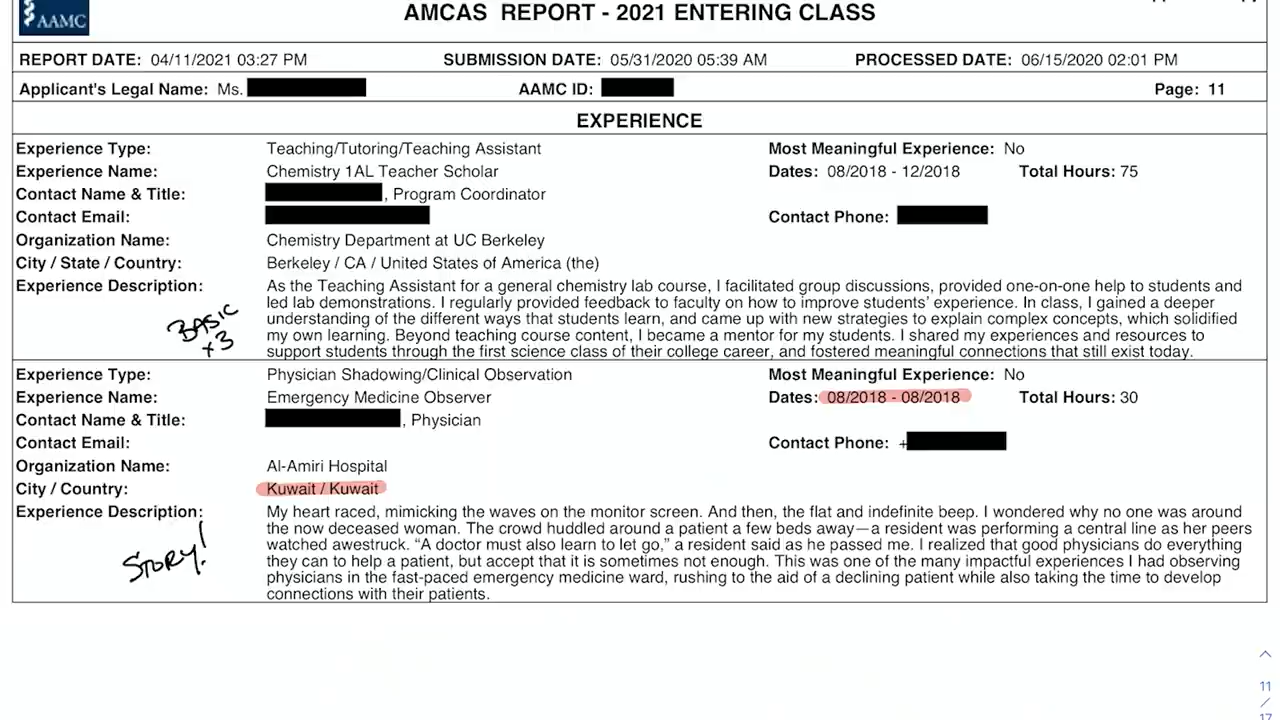 AAMC
AMCAS REPORT - 2021 ENTERING CLASS
REPORT DATE: 04/11/2021 03:27 PM SUBMISSION DATE: 05/31/2020 05:39 AM PROCESSED DATE: 06/15/2020 02:01 PM
Applicant's Legal Name: Ms. AAMC ID: Page: 11
EXPERIENCE
Experience Type: Teaching/Tutoring/Teaching Assistant Most Meaningful Experience: No
Experience Name: Chemistry 1AL Teacher Scholar Dates: 08/2018 - 12/2018 Total Hours: 75
Contact Name & Title: , Program Coordinator
Contact Email: Contact Phone:
Organization Name: Chemistry Department at UC Berkeley
City / State / Country: Berkeley / CA / United States of America (the)
Experience Description: As the Teaching Assistant for a general chemistry lab course, I facilitated group discussions, provided one-on-one help to students and
led lab demonstrations. I regularly provided feedback to faculty on how to improve students' experience. In class, I gained a deeper
understanding of the different ways that students learn, and came up with new strategies to explain complex concepts, which solidified
my own learning. Beyond teaching course content, I became a mentor for my students. I shared my experiences and resources to
support students through the first science class of their college career, and fostered meaningful connections that still exist today.
BASIC
+3
Experience Type: Physician Shadowing/Clinical Observation Most Meaningful Experience: No
Experience Name: Emergency Medicine Observer Dates: 08/2018 - 08/2018 Total Hours: 30
Contact Name & Title: , Physician
Contact Email: Contact Phone: +
Organization Name: Al-Amiri Hospital
City / Country: Kuwait / Kuwait
Experience Description: My heart raced, mimicking the waves on the monitor screen. And then, the flat and indefinite beep. I wondered why no one was around
the now deceased woman. The crowd huddled around a patient a few beds away—a resident was performing a central line as her peers
watched awestruck. "A doctor must also learn to let go," a resident said as he passed me. I realized that good physicians do everything
they can to help a patient, but accept that it is sometimes not enough. This was one of the many impactful experiences I had observing
physicians in the fast-paced emergency medicine ward, rushing to the aid of a declining patient while also taking the time to develop
connections with their patients.
STORY!
11
/
17